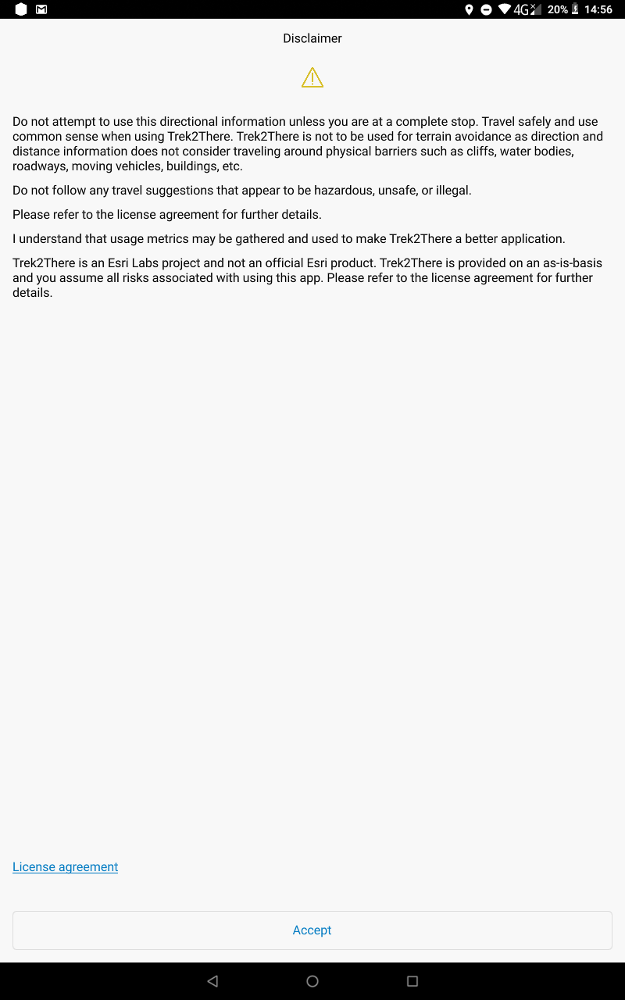 4G 20% 14:56
Disclaimer
Do not attempt to use this directional information unless you are at a complete stop. Travel safely and use
common sense when using Trek2There. Trek2There is not to be used for terrain avoidance as direction and
distance information does not consider traveling around physical barriers such as cliffs, water bodies,
roadways, moving vehicles, buildings, etc.
Do not follow any travel suggestions that appear to be hazardous, unsafe, or illegal.
Please refer to the license agreement for further details.
I understand that usage metrics may be gathered and used to make Trek2There a better application.
Trek2There is an Esri Labs project and not an official Esri product. Trek2There is provided on an as-is-basis
and you assume all risks associated with using this app. Please refer to the license agreement for further
details.
License agreement
Accept